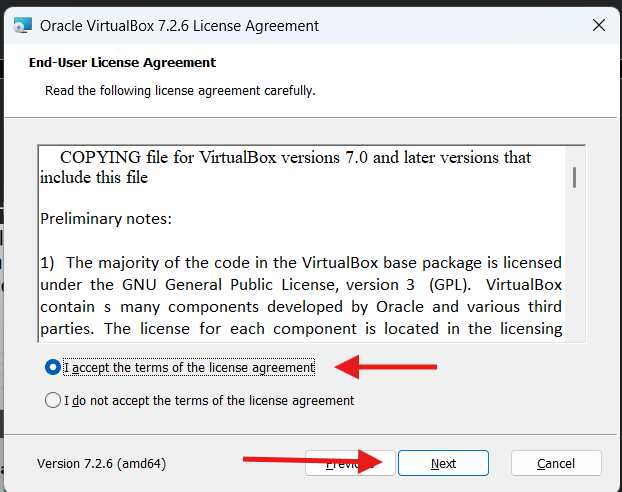 Oracle VirtualBox 7.2.6 License Agreement
End-User License Agreement
Read the following license agreement carefully.
COPYING file for VirtualBox versions 7.0 and later versions that
include this file
Preliminary notes:
1) The majority of the code in the VirtualBox base package is licensed
under the GNU General Public License, version 3 (GPL). VirtualBox
contain s many components developed by Oracle and various third
parties. The license for each component is located in the licensing
I accept the terms of the license agreement
I do not accept the terms of the license agreement
Version 7.2.6 (amd64)
Next
Cancel